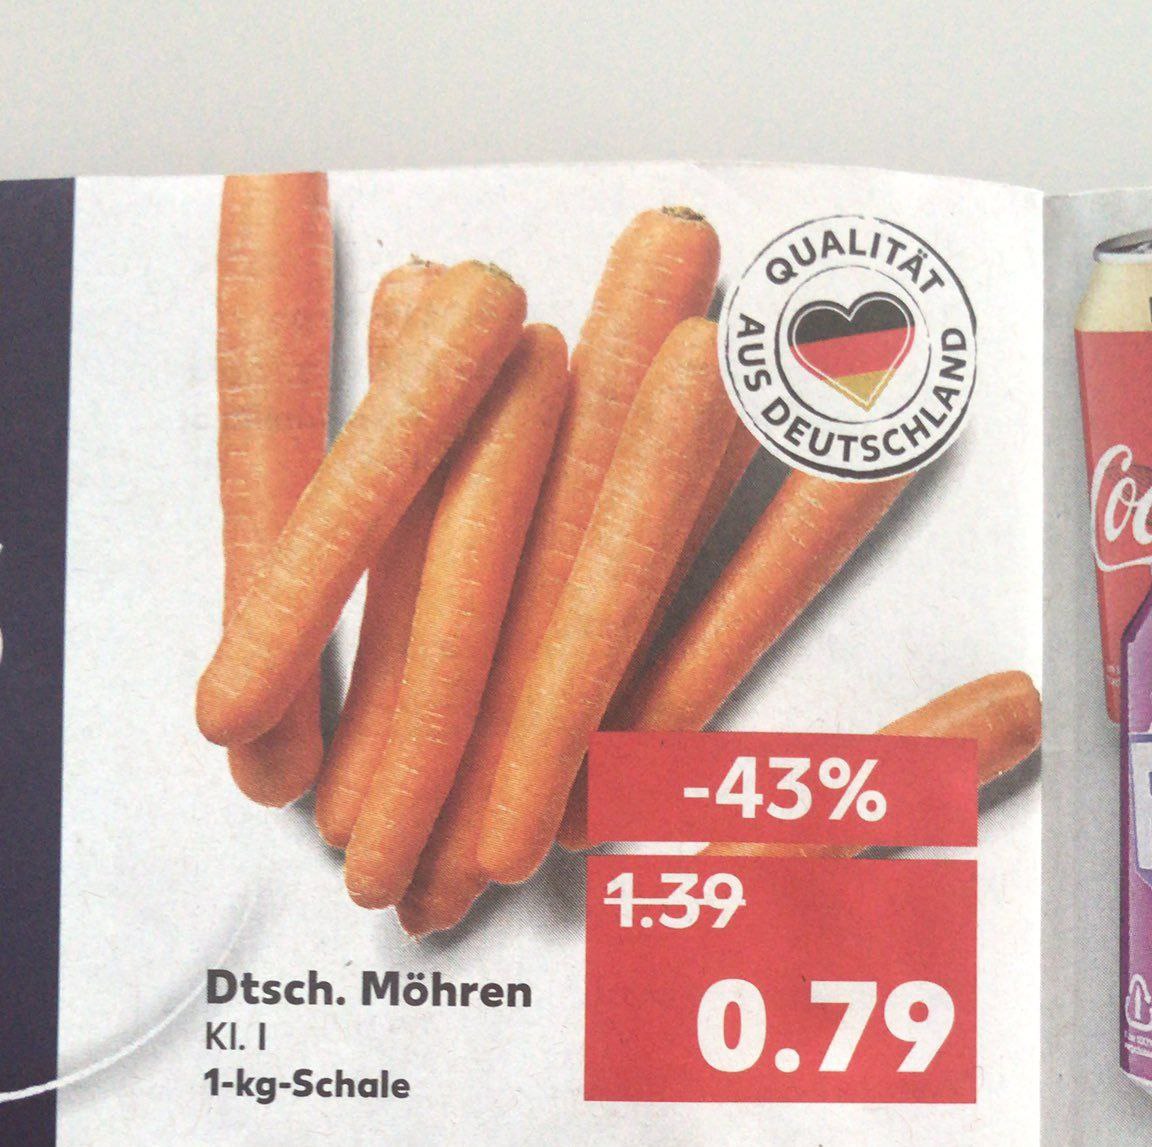 QUALITÄT
AUS DEUTSCHLAND
-43%
1.39
0.79
Dtsch. Möhren
Kl. I
1-kg-Schale